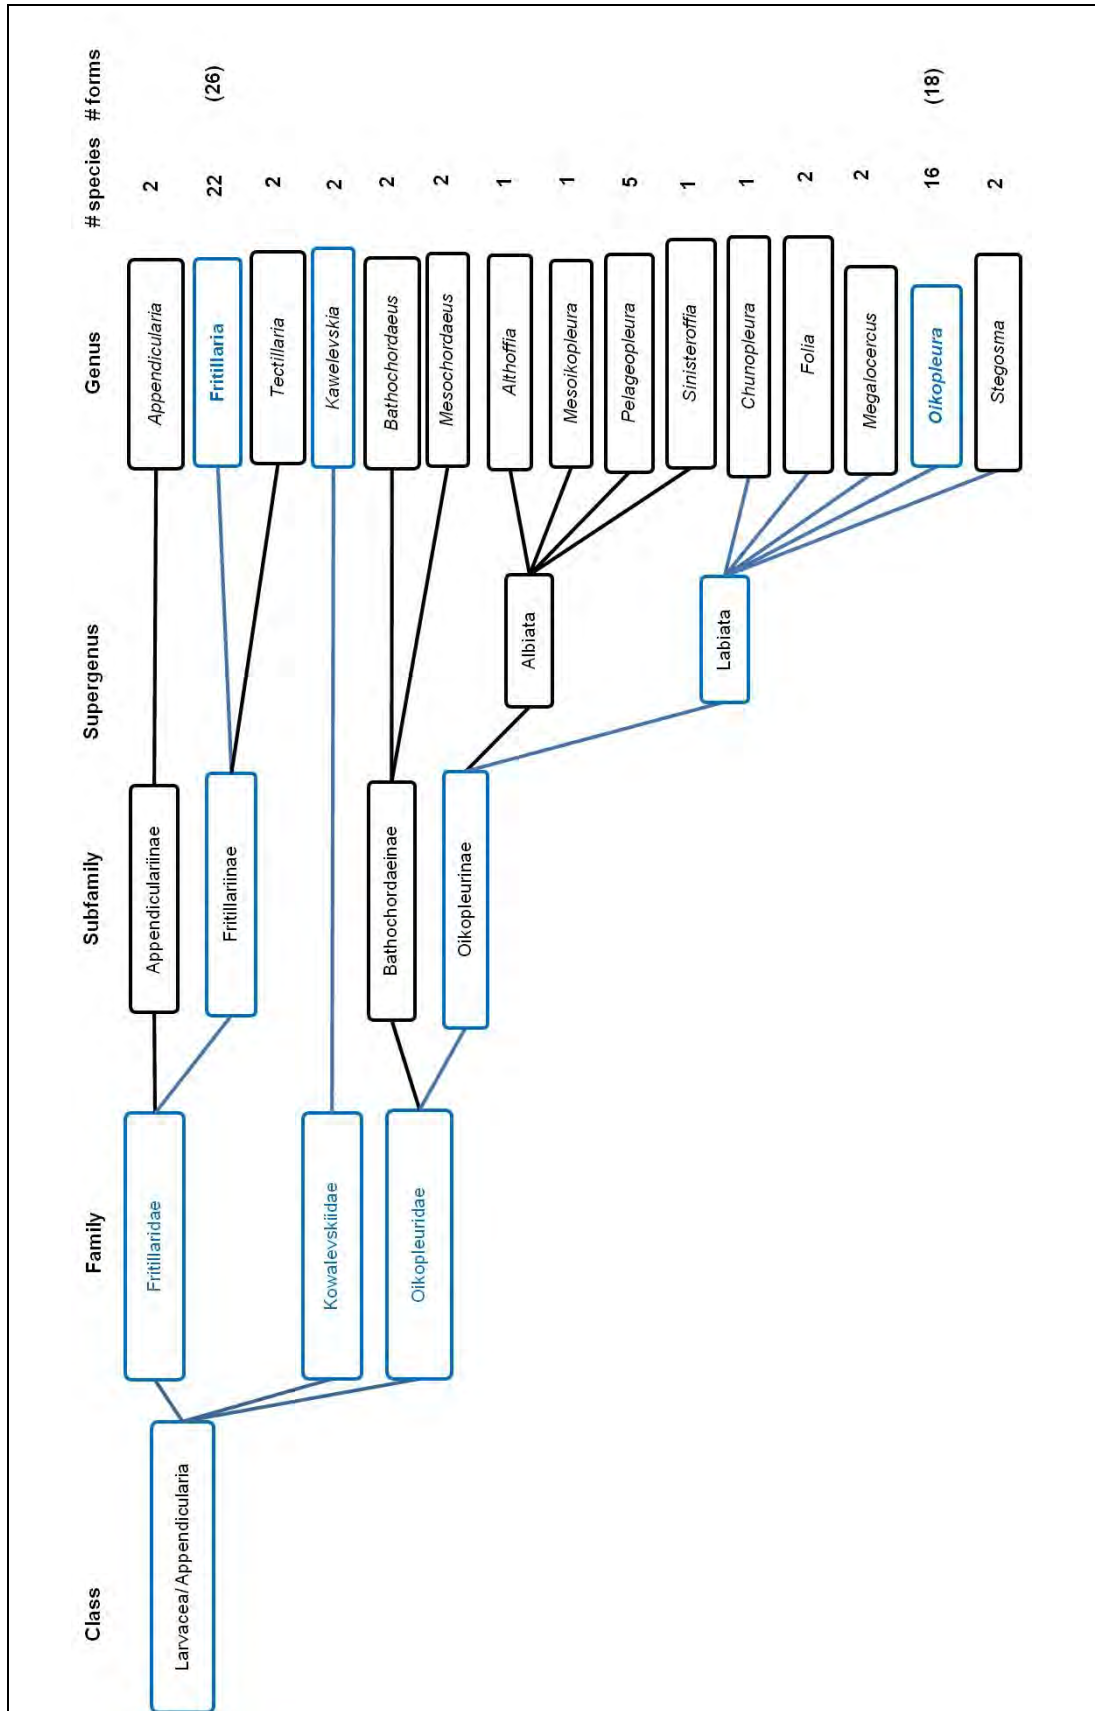 Class Family Subfamily Supergenus Genus #species #forms
Larvacea/Appendicularia
Fritillaridae
Appendiculariinae
Appendicularia 2
Fritillariinae
Fritillaria 22 (26)
Tectillaria 2
Kowalevskiidae
Kawelevskia 2
Oikopleuridae
Bathochordaeinae
Bathochordaeus 2
Mesochordaeus 2
Oikopleurinae
Albiata
Althoffia 1
Mesoikopleura 1
Pelageopleura 5
Sinisteroffia 1
Labiata
Chunopleura 1
Folia 2
Megalocercus 2
Oikopleura 16 (18)
Stegosma 2